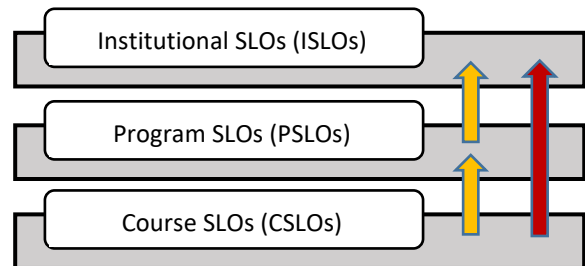 Institutional SLOs (ISLOs)
Program SLOs (PSLOs)
Course SLOs (CSLOs)